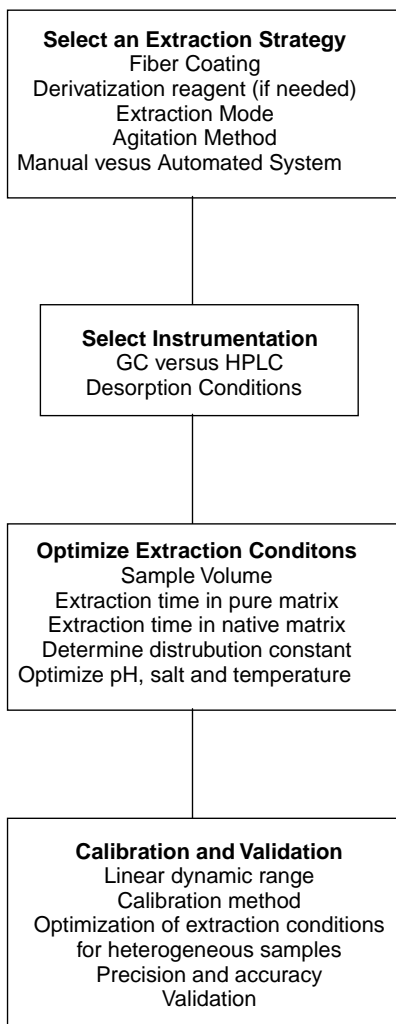 Select an Extraction Strategy
Fiber Coating
Derivatization reagent (if needed)
Extraction Mode
Agitation Method
Manual vesus Automated System
Select Instrumentation
GC versus HPLC
Desorption Conditions
Optimize Extraction Conditons
Sample Volume
Extraction time in pure matrix
Extraction time in native matrix
Determine distrubution constant
Optimize pH, salt and temperature
Calibration and Validation
Linear dynamic range
Calibration method
Optimization of extraction conditions
for heterogeneous samples
Precision and accuracy
Validation